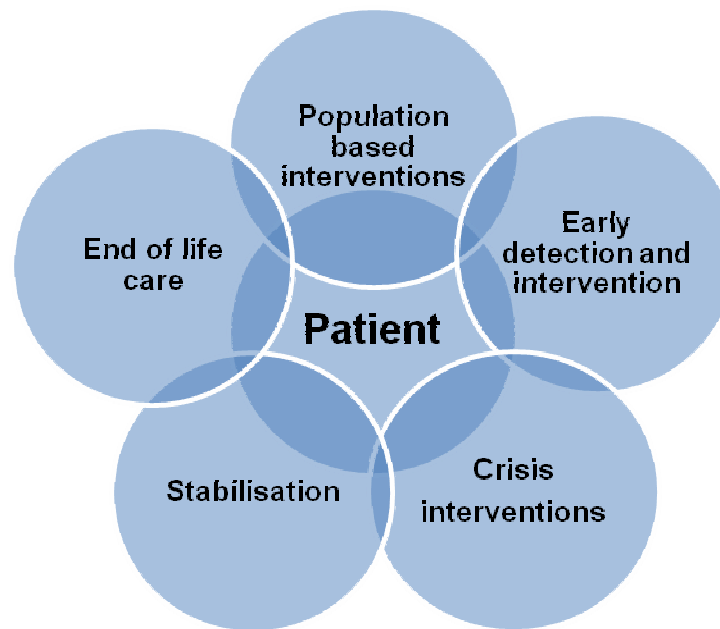 Population
based
interventions
Early
detection and
intervention
End of life
care
Patient
Stabilisation
Crisis
interventions